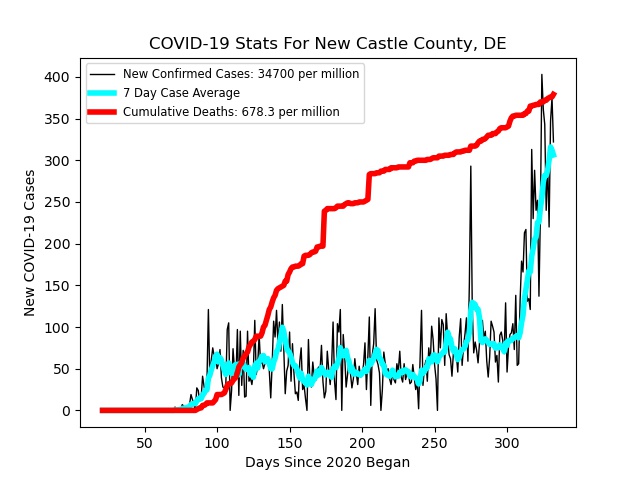 COVID-19 Stats For New Castle County, DE
New Confirmed Cases: 34700 per million
7 Day Case Average
Cumulative Deaths: 678.3 per million
New COVID-19 Cases
400
350
300
250
200
150
100
50
0
50 100 150 200 250 300
Days Since 2020 Began